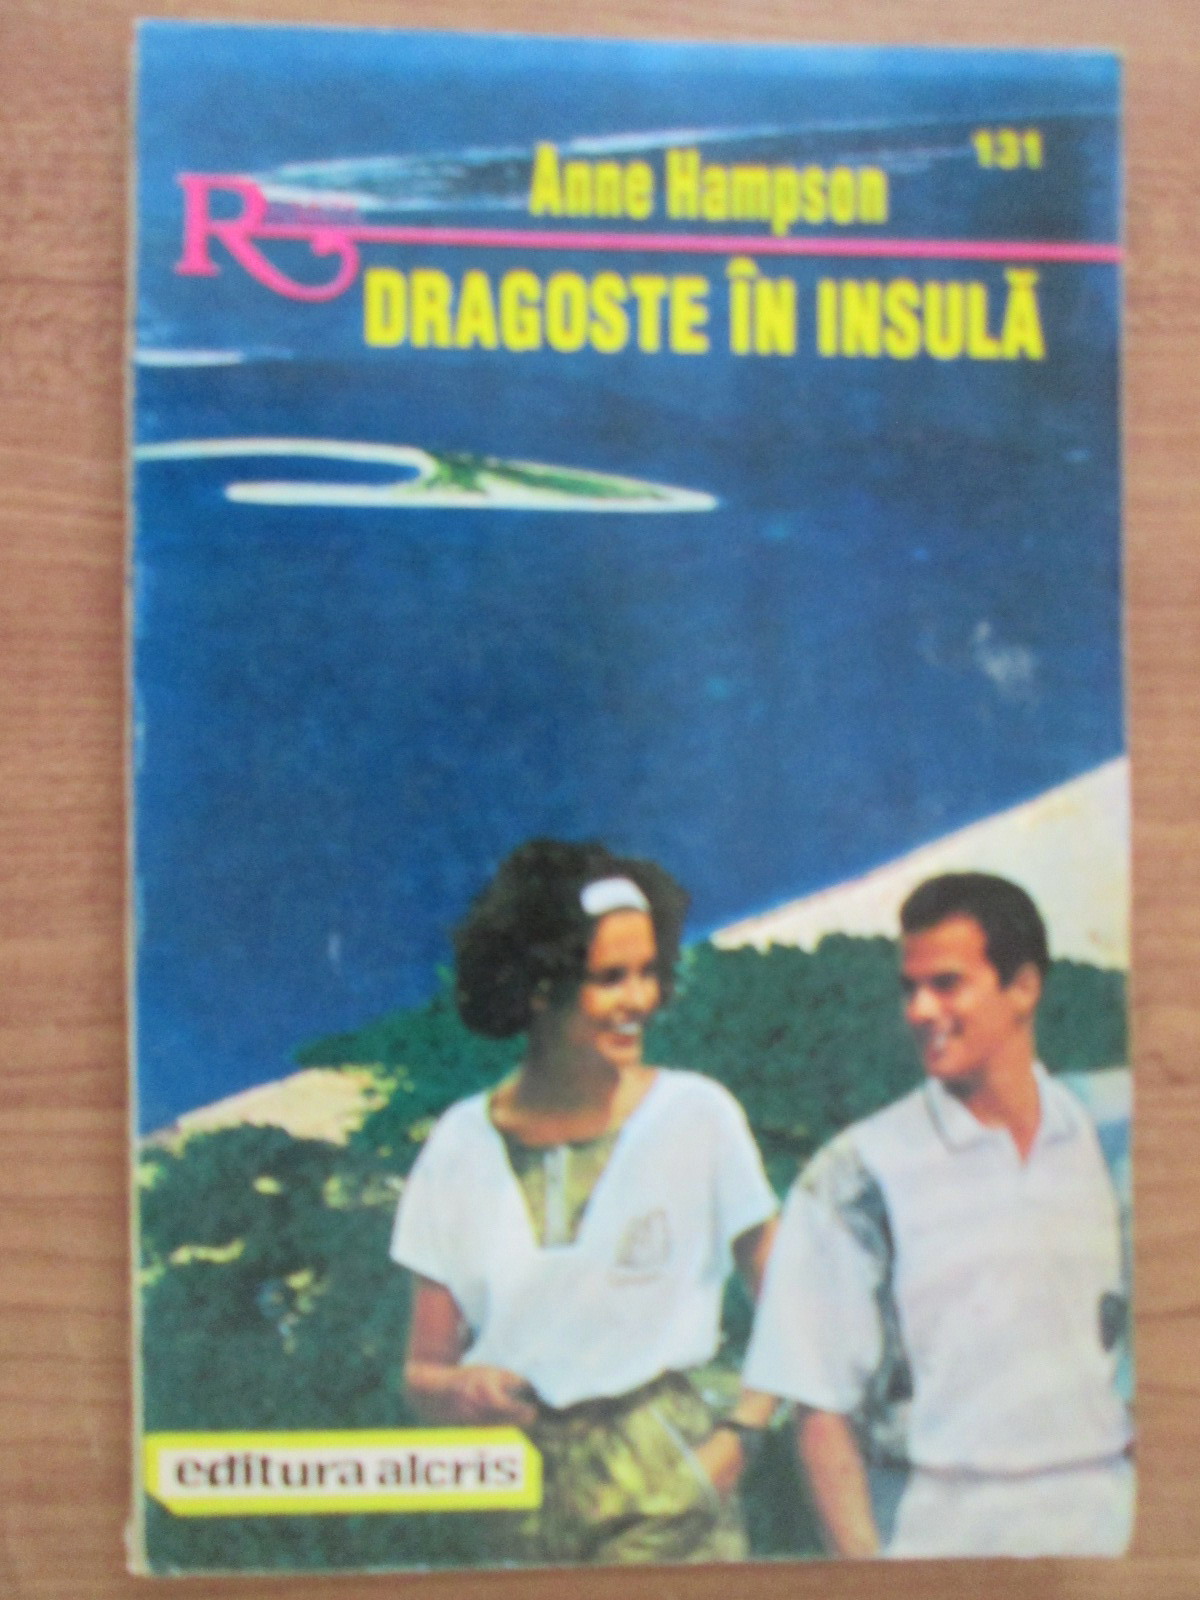 131
Anne Hampson
R
DRAGOSTE ÎN INSULĂ
editura alcris